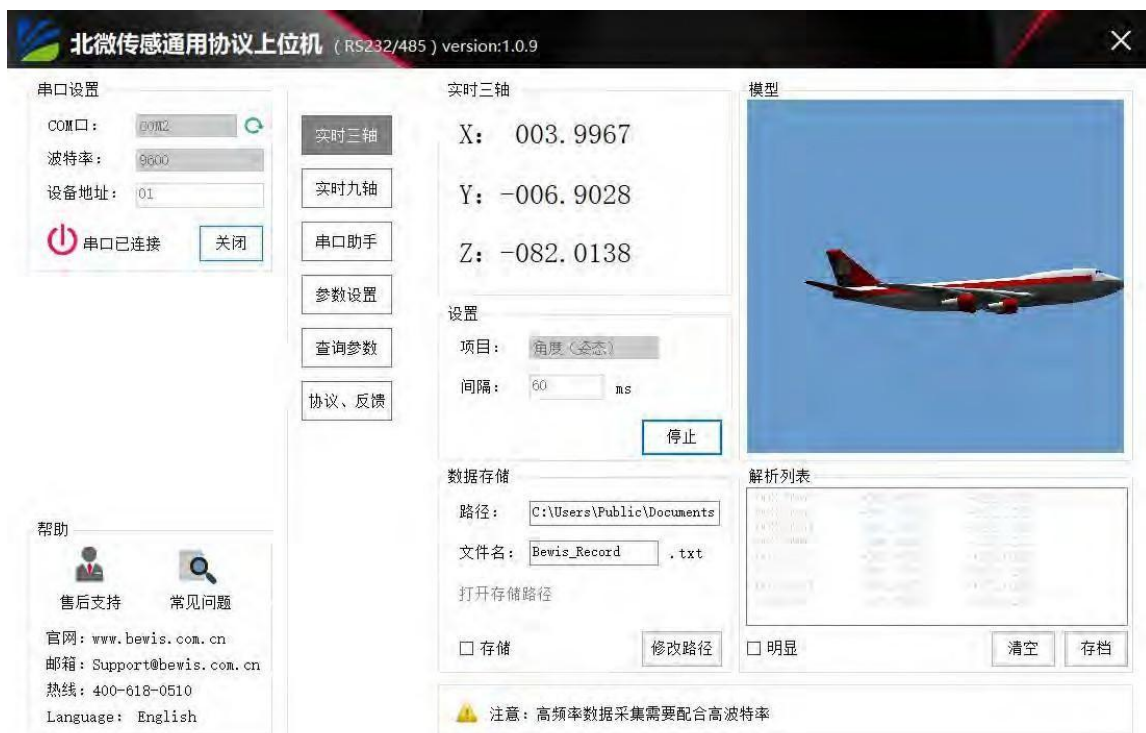 北微传感通用协议上位机 (RS232/485) version:1.0.9
串口设置
COM口: COM2
波特率: 9600
设备地址: 01
串口已连接 关闭
实时三轴
实时九轴
串口助手
参数设置
查询参数
协议、反馈
帮助
售后支持 常见问题
官网: www.bewis.com.cn
邮箱: Support@bewis.com.cn
热线: 400-618-0510
Language: English
实时三轴
X: 003.9967
Y: -006.9028
Z: -082.0138
设置
项目: 角度（姿态）
间隔: 60 ms
停止
数据存储
路径: C:\Users\Public\Documents
文件名: Bewis_Record .txt
打开存储路径
存储 修改路径
模型
解析列表
明显 清空 存档
注意：高频率数据采集需要配合高波特率